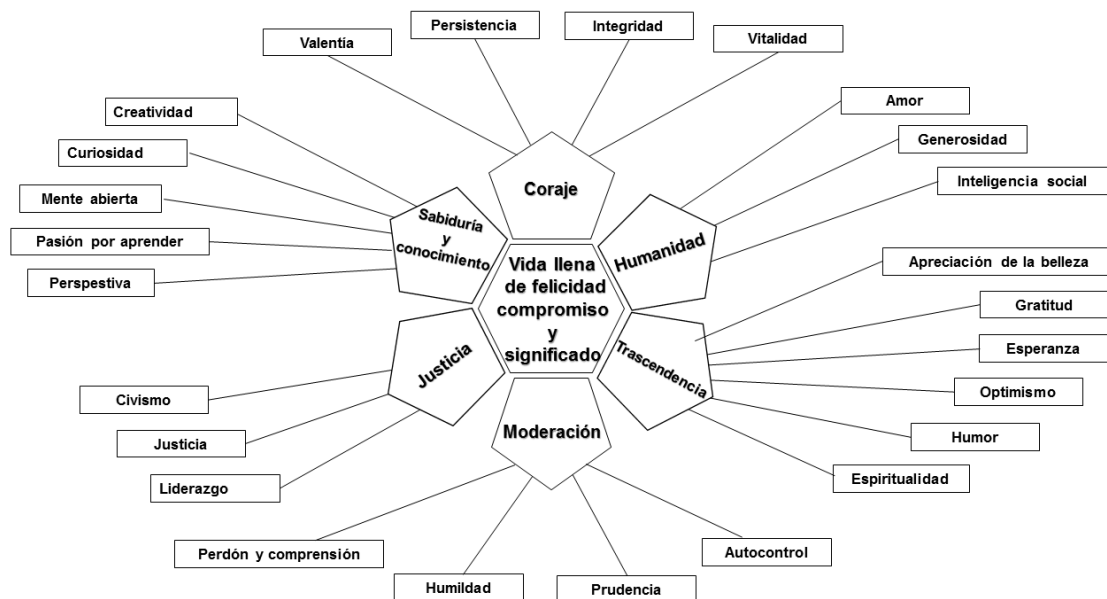 Persistencia
Integridad
Valentía
Vitalidad
Creatividad
Amor
Curiosidad
Generosidad
Mente abierta
Inteligencia social
Pasión por aprender
Perspestiva
Coraje
Sabiduría
y
conocimiento
Humanidad
Vida llena
de felicidad
compromiso
y
significado
Apreciación de la belleza
Gratitud
Esperanza
Optimismo
Humor
Espiritualidad
Trascendencia
Justicia
Civismo
Justicia
Liderazgo
Moderación
Perdón y comprensión
Humildad
Prudencia
Autocontrol